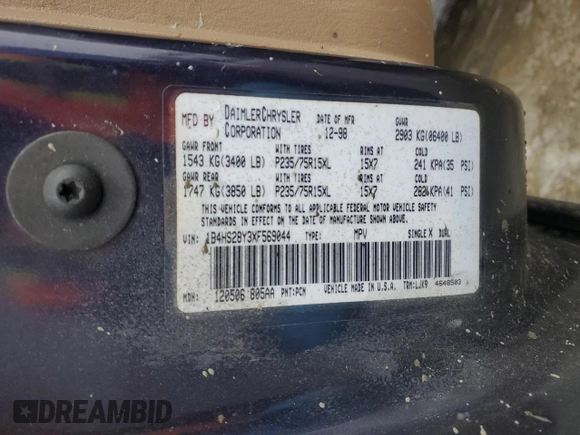 MFD BY DAIMLERCHRYSLER CORPORATION DATE OF MFR 12-98 GVWR 2903 KG(06400 LB)
GAWR FRONT WITH TIRES RIMS AT COLD
1543 KG(3400 LB) P235/75R15XL 15X7 241 KPA(35 PSI)
GAWR REAR WITH TIRES RIMS AT COLD
1747 KG(3850 LB) P235/75R15XL 15X7 KPA(41 PSI)
THIS VEHICLE CONFORMS TO ALL APPLICABLE FEDERAL MOTOR VEHICLE SAFETY
STANDARDS IN EFFECT ON THE DATE OF MANUFACTURE SHOWN ABOVE.
VIN: 1B4HS28Y3XF569044 TYPE: MPV SINGLE X DUAL
MDH: 120506 805AA PNT:PCN VEHICLE MADE IN U.S.A. TRM:LJK9 4648503
DREAMBID